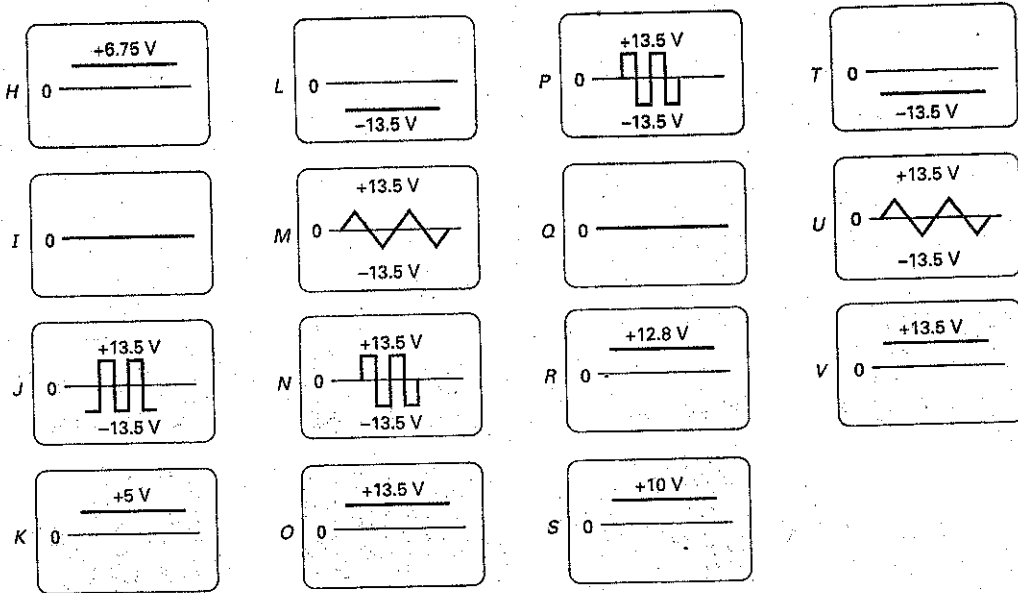 +6.75 V
H 0
L 0
-13.5 V
+13.5 V
P 0
-13.5 V
T 0
-13.5 V
I 0
+13.5 V
M 0
-13.5 V
Q 0
+13.5 V
U 0
-13.5 V
+13.5 V
J 0
-13.5 V
+13.5 V
N 0
-13.5 V
+12.8 V
R 0
+13.5 V
V 0
+5 V
K 0
+13.5 V
O 0
+10 V
S 0